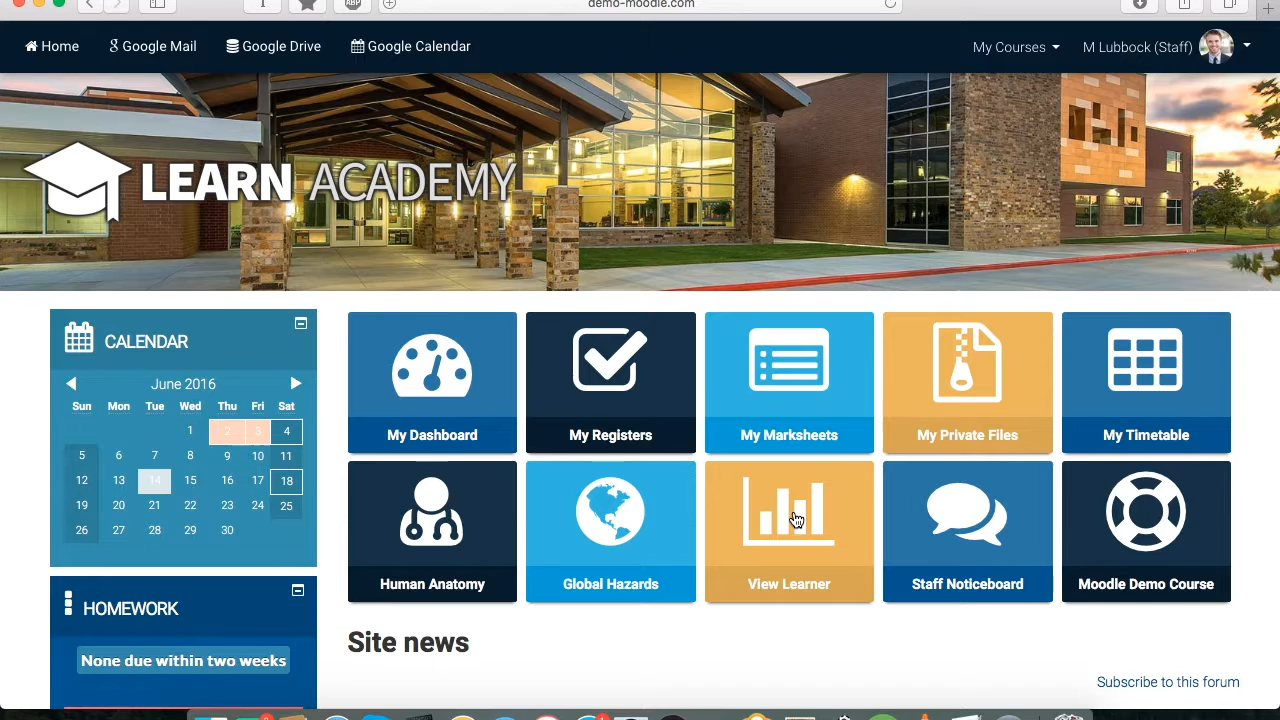 demo-moodle.com
Home Google Mail Google Drive Google Calendar My Courses M Lubbock (Staff)
LEARN ACADEMY
CALENDAR
June 2016
Sun Mon Tue Wed Thu Fri Sat
1 2 3 4
5 6 7 8 9 10 11
12 13 14 15 16 17 18
19 20 21 22 23 24 25
26 27 28 29 30
HOMEWORK
None due within two weeks
My Dashboard My Registers My Marksheets My Private Files My Timetable
Human Anatomy Global Hazards View Learner Staff Noticeboard Moodle Demo Course
Site news
Subscribe to this forum